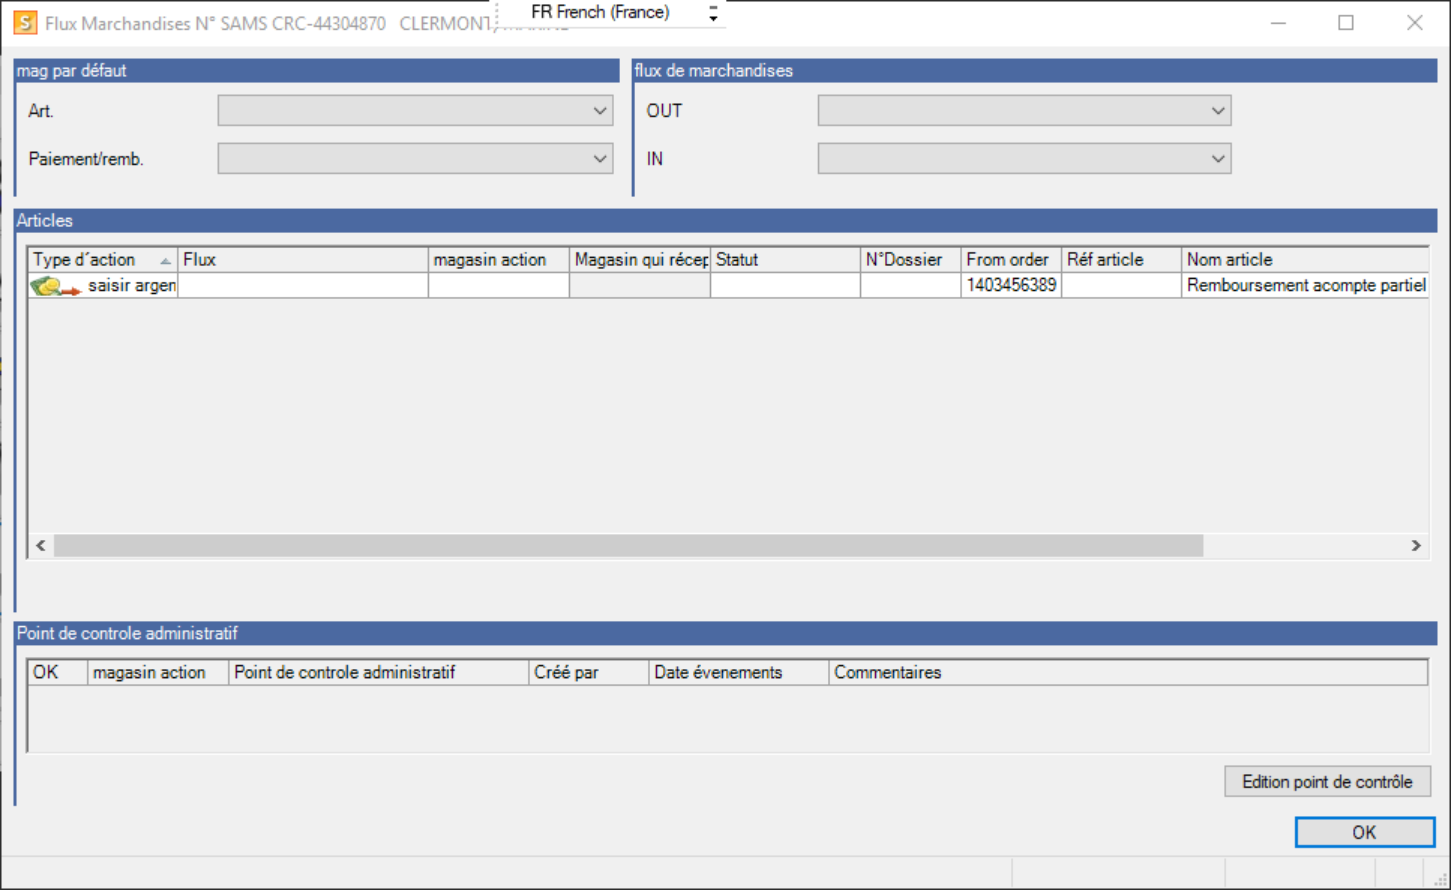 FR French (France)
S Flux Marchandises N° SAMS CRC-44304870 CLERMONT/
mag par défaut
flux de marchandises
Art.
OUT
Paiement/remb.
IN
Articles
Type d´action Flux magasin action Magasin qui récep Statut N°Dossier From order Réf article Nom article
saisir argen 1403456389 Remboursement acompte partiel
Point de controle administratif
OK magasin action Point de controle administratif Créé par Date évenements Commentaires
Edition point de contrôle
OK